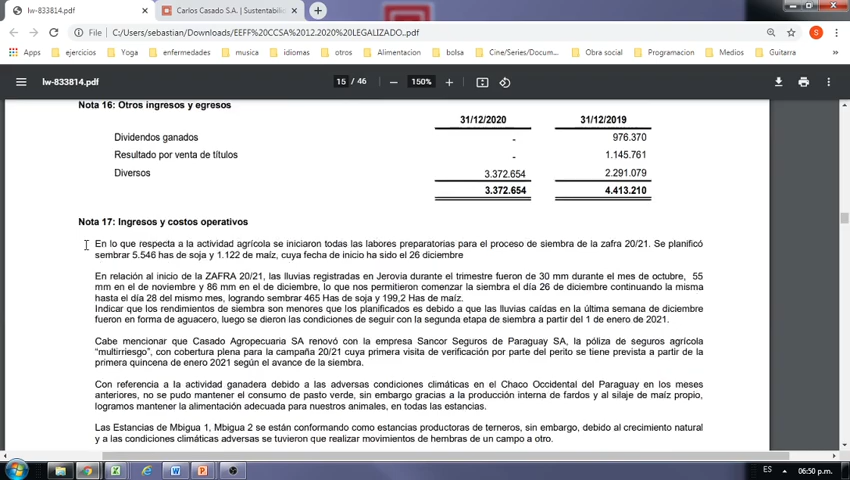 lw-833814.pdf
Carlos Casado S.A. | Sustentabili
File | C:/Users/sebastian/Downloads/EEFF%20CCSA%2012.2020%20LEGALIZADO..pdf
S
Apps ejercicios Yoga enfermedades musica idiomas otros Alimentacion bolsa Cine/Series/Docum... Obra social Programacion Medios Guitarra
lw-833814.pdf 15 / 46 — 150% +
Nota 16: Otros ingresos y egresos
31/12/2020 31/12/2019
Dividendos ganados - 976.370
Resultado por venta de títulos - 1.145.761
Diversos 3.372.654 2.291.079
3.372.654 4.413.210
Nota 17: Ingresos y costos operativos
En lo que respecta a la actividad agrícola se iniciaron todas las labores preparatorias para el proceso de siembra de la zafra 20/21. Se planificó
sembrar 5.546 has de soja y 1.122 de maíz, cuya fecha de inicio ha sido el 26 diciembre
En relación al inicio de la ZAFRA 20/21, las lluvias registradas en Jerovia durante el trimestre fueron de 30 mm durante el mes de octubre, 55
mm en el de noviembre y 86 mm en el de diciembre, lo que nos permitieron comenzar la siembra el día 26 de diciembre continuando la misma
hasta el día 28 del mismo mes, logrando sembrar 465 Has de soja y 199,2 Has de maíz.
Indicar que los rendimientos de siembra son menores que los planificados es debido a que las lluvias caídas en la última semana de diciembre
fueron en forma de aguacero, luego se dieron las condiciones de seguir con la segunda etapa de siembra a partir del 1 de enero de 2021.
Cabe mencionar que Casado Agropecuaria SA renovó con la empresa Sancor Seguros de Paraguay SA, la póliza de seguros agrícola
“multirriesgo”, con cobertura plena para la campaña 20/21 cuya primera visita de verificación por parte del perito se tiene prevista a partir de la
primera quincena de enero 2021 según el avance de la siembra.
Con referencia a la actividad ganadera debido a las adversas condiciones climáticas en el Chaco Occidental del Paraguay en los meses
anteriores, no se pudo mantener el consumo de pasto verde, sin embargo gracias a la producción interna de fardos y al silaje de maíz propio,
logramos mantener la alimentación adecuada para nuestros animales, en todas las estancias.
Las Estancias de Mbigua 1, Mbigua 2 se están conformando como estancias productoras de terneros, sin embargo, debido al crecimiento natural
y a las condiciones climáticas adversas se tuvieron que realizar movimientos de hembras de un campo a otro.
ES 06:50 p.m.